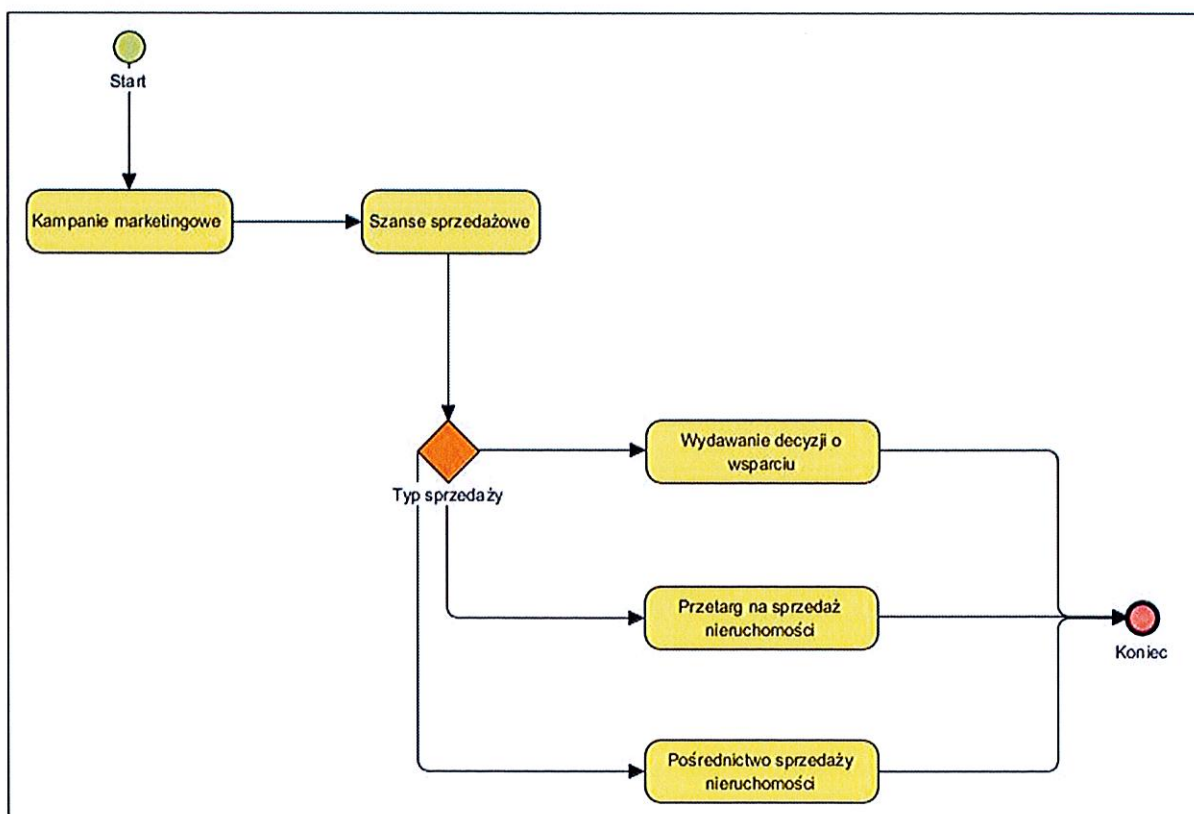 Start
Kampanie marketingowe
Szanse sprzedażowe
Typ sprzedaży
Wydawanie decyzji o
wsparciu
Przetarg na sprzedaż
nieruchomości
Koniec
Pośrednictwo sprzedaży
nieruchomości